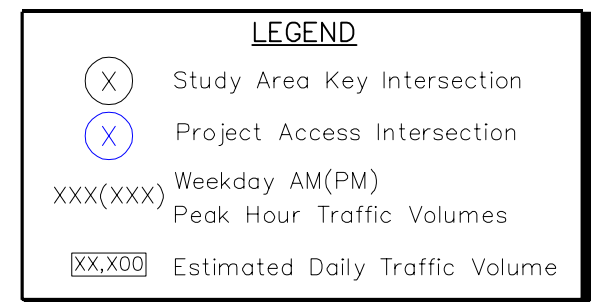 LEGEND
X Study Area Key Intersection
X Project Access Intersection
XXX(XXX) Weekday AM(PM)
Peak Hour Traffic Volumes
XX,X00 Estimated Daily Traffic Volume